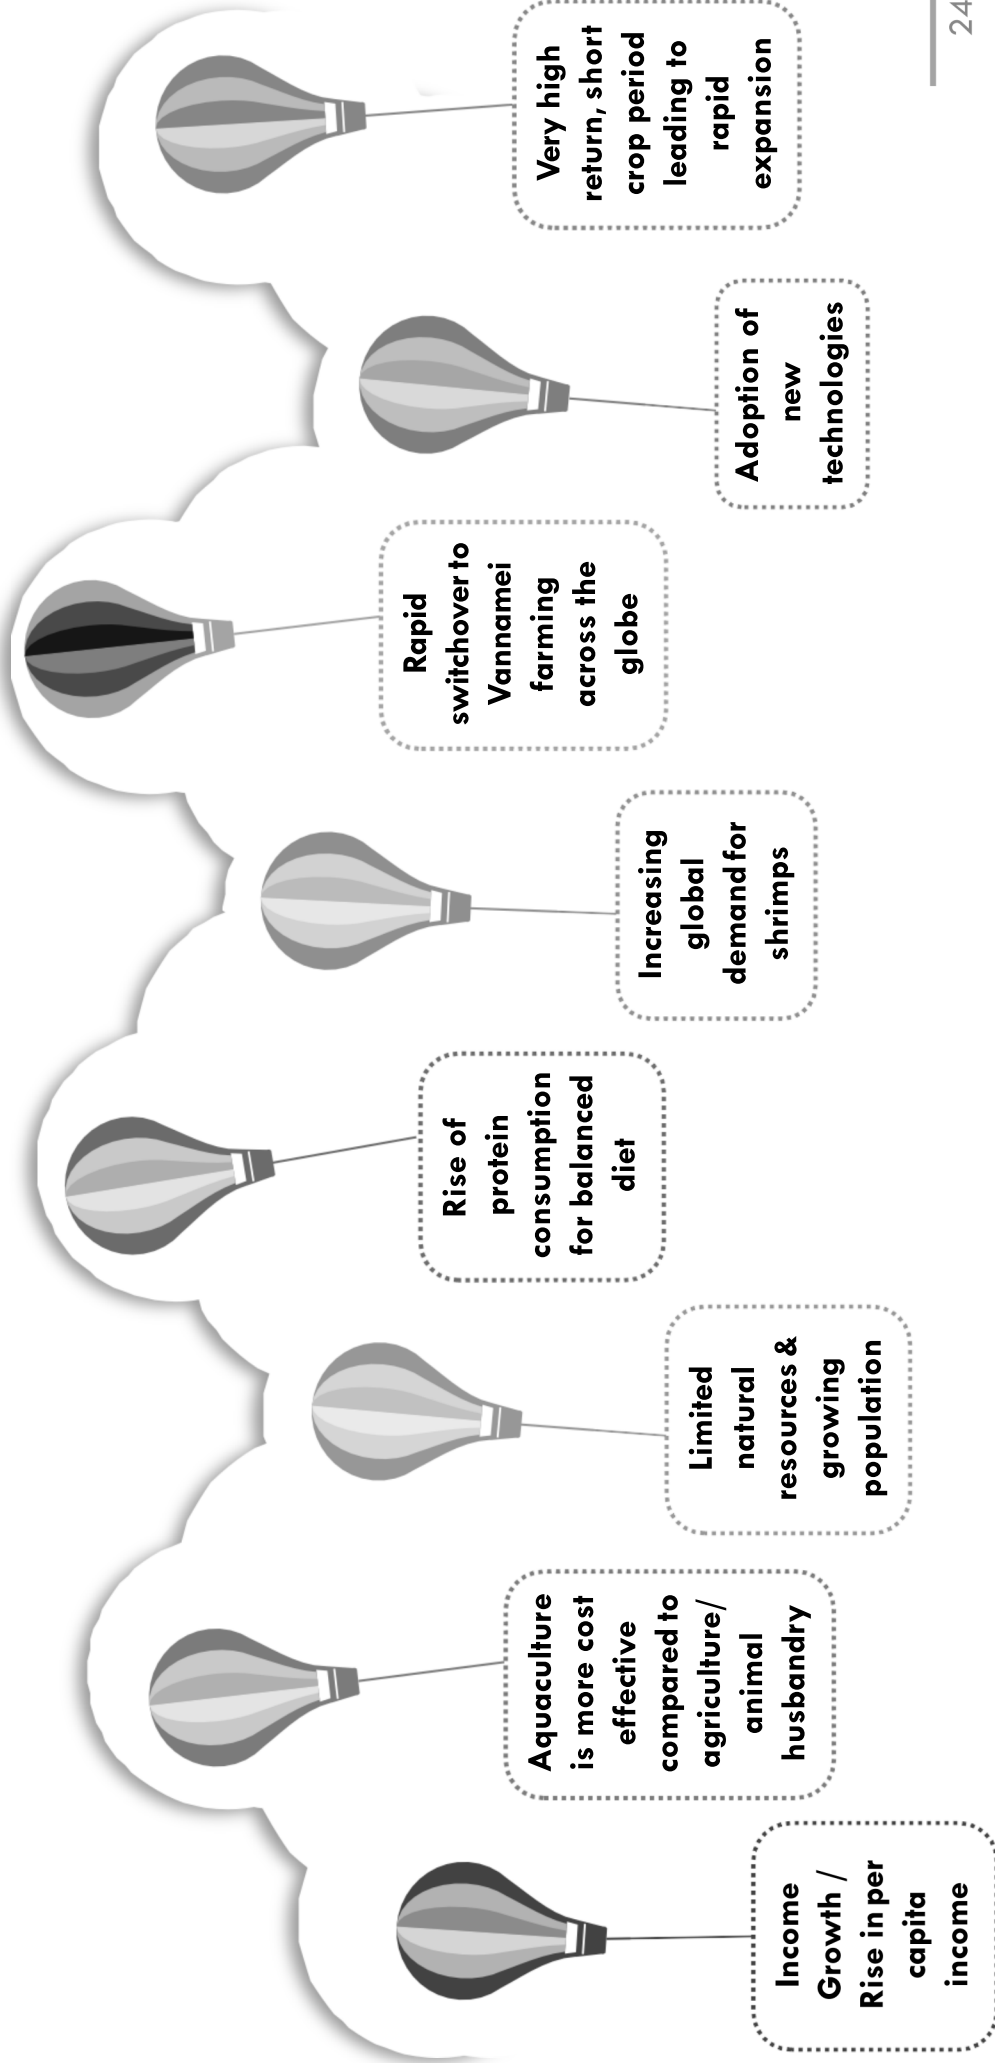 Income
Growth /
Rise in per
capita
income
Aquaculture
is more cost
effective
compared to
agriculture/
animal
husbandry
Limited
natural
resources &
growing
population
Rise of
protein
consumption
for balanced
diet
Increasing
global
demand for
shrimps
Rapid
switchover to
Vannamei
farming
across the
globe
Adoption of
new
technologies
Very high
return, short
crop period
leading to
rapid
expansion
24